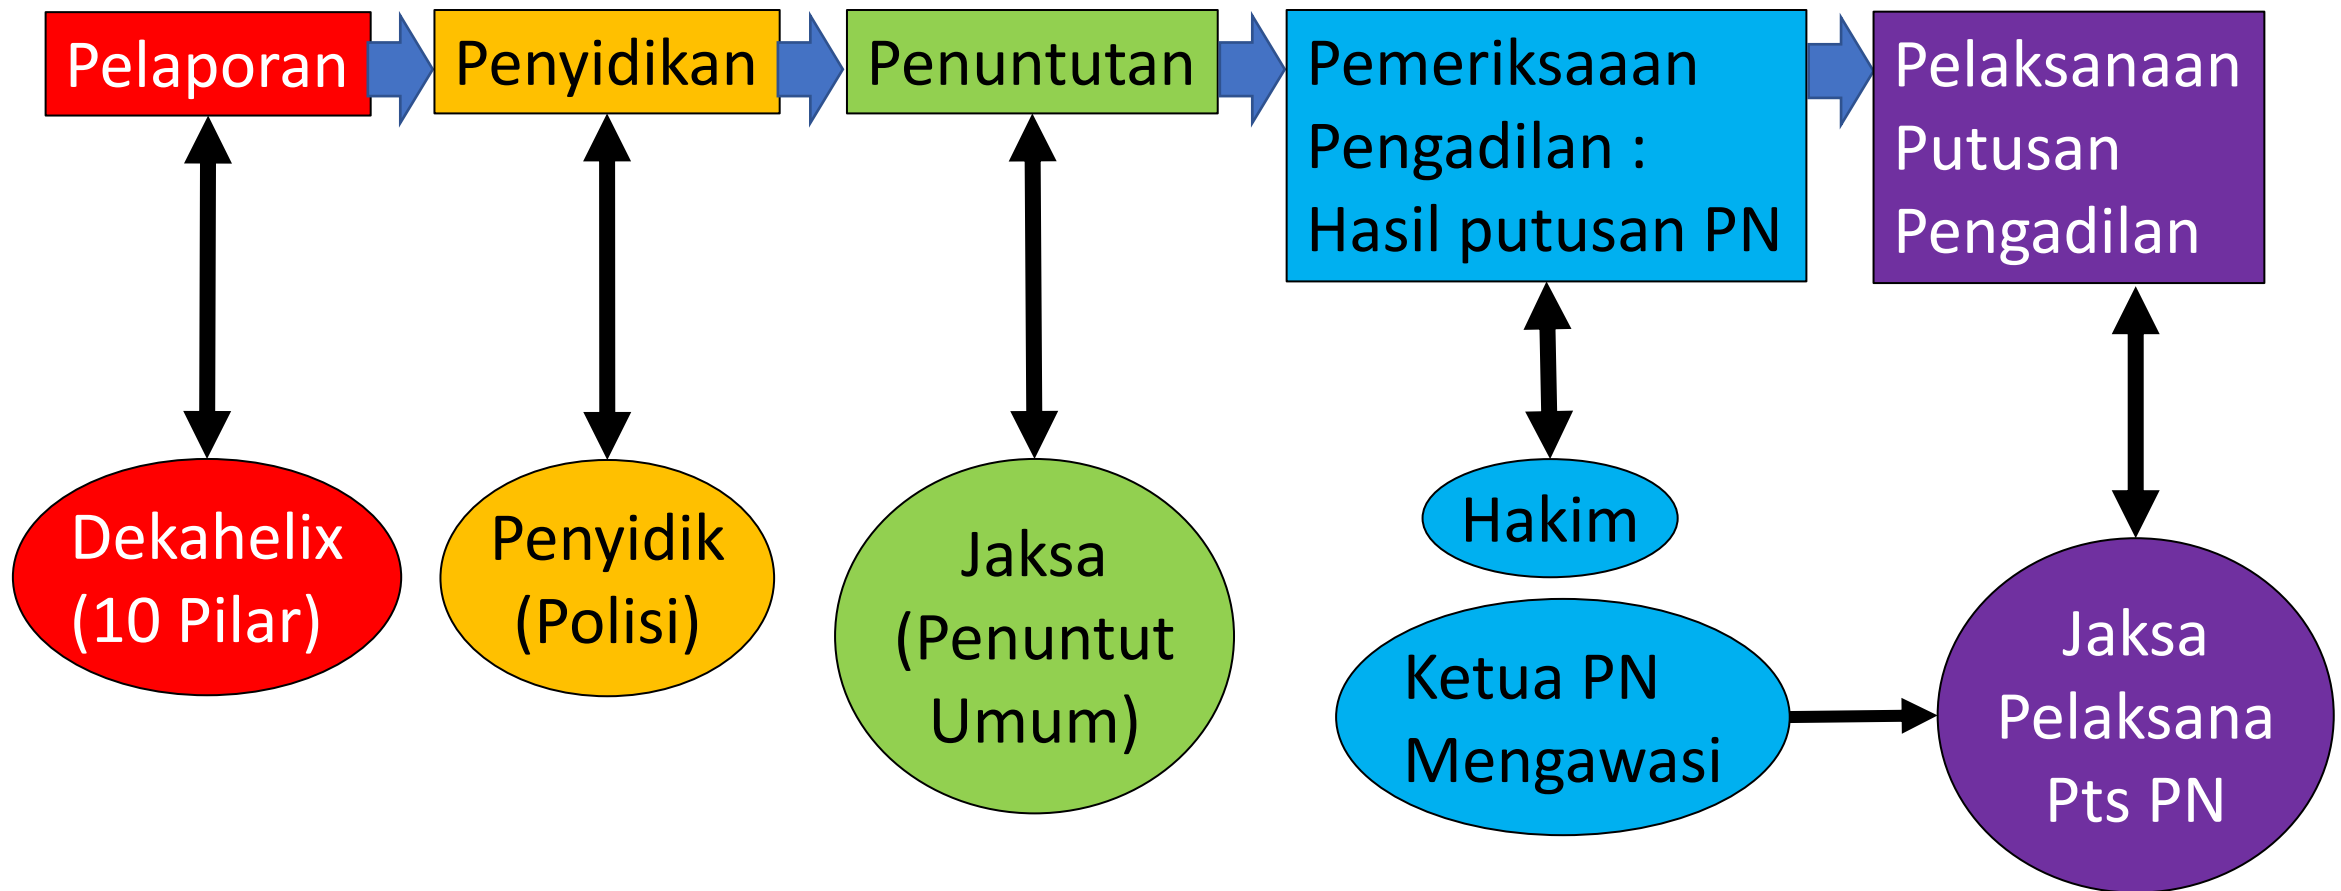 Pelaporan
Penyidikan
Penuntutan
Pemeriksaaan
Pengadilan :
Hasil putusan PN
Pelaksanaan
Putusan
Pengadilan
Dekahelix
(10 Pilar)
Penyidik
(Polisi)
Jaksa
(Penuntut
Umum)
Hakim
Ketua PN
Mengawasi
Jaksa
Pelaksana
Pts PN